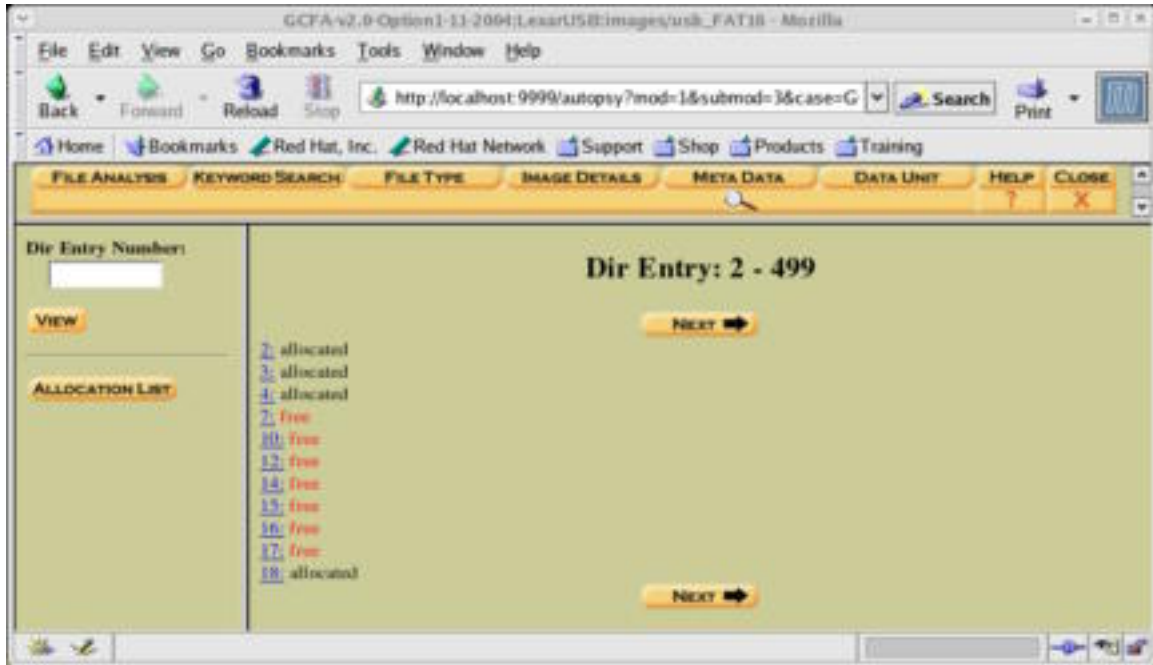 GCFA-v2.0-Option1-11-2004:LexarUSB:images/usb_FAT16 - Mozilla
File Edit View Go Bookmarks Tools Window Help
Back Forward Reload Stop http://localhost:9999/autopsy?mod=1&submod=3&case=G Search Print
Home Bookmarks Red Hat, Inc. Red Hat Network Support Shop Products Training
FILE ANALYSIS KEYWORD SEARCH FILE TYPE IMAGE DETAILS META DATA DATA UNIT HELP CLOSE
? X
Dir Entry Number:
VIEW
ALLOCATION LIST
Dir Entry: 2 - 499
NEXT
2: allocated
3: allocated
4: allocated
7: free
10: free
12: free
14: free
15: free
16: free
17: free
18: allocated
NEXT